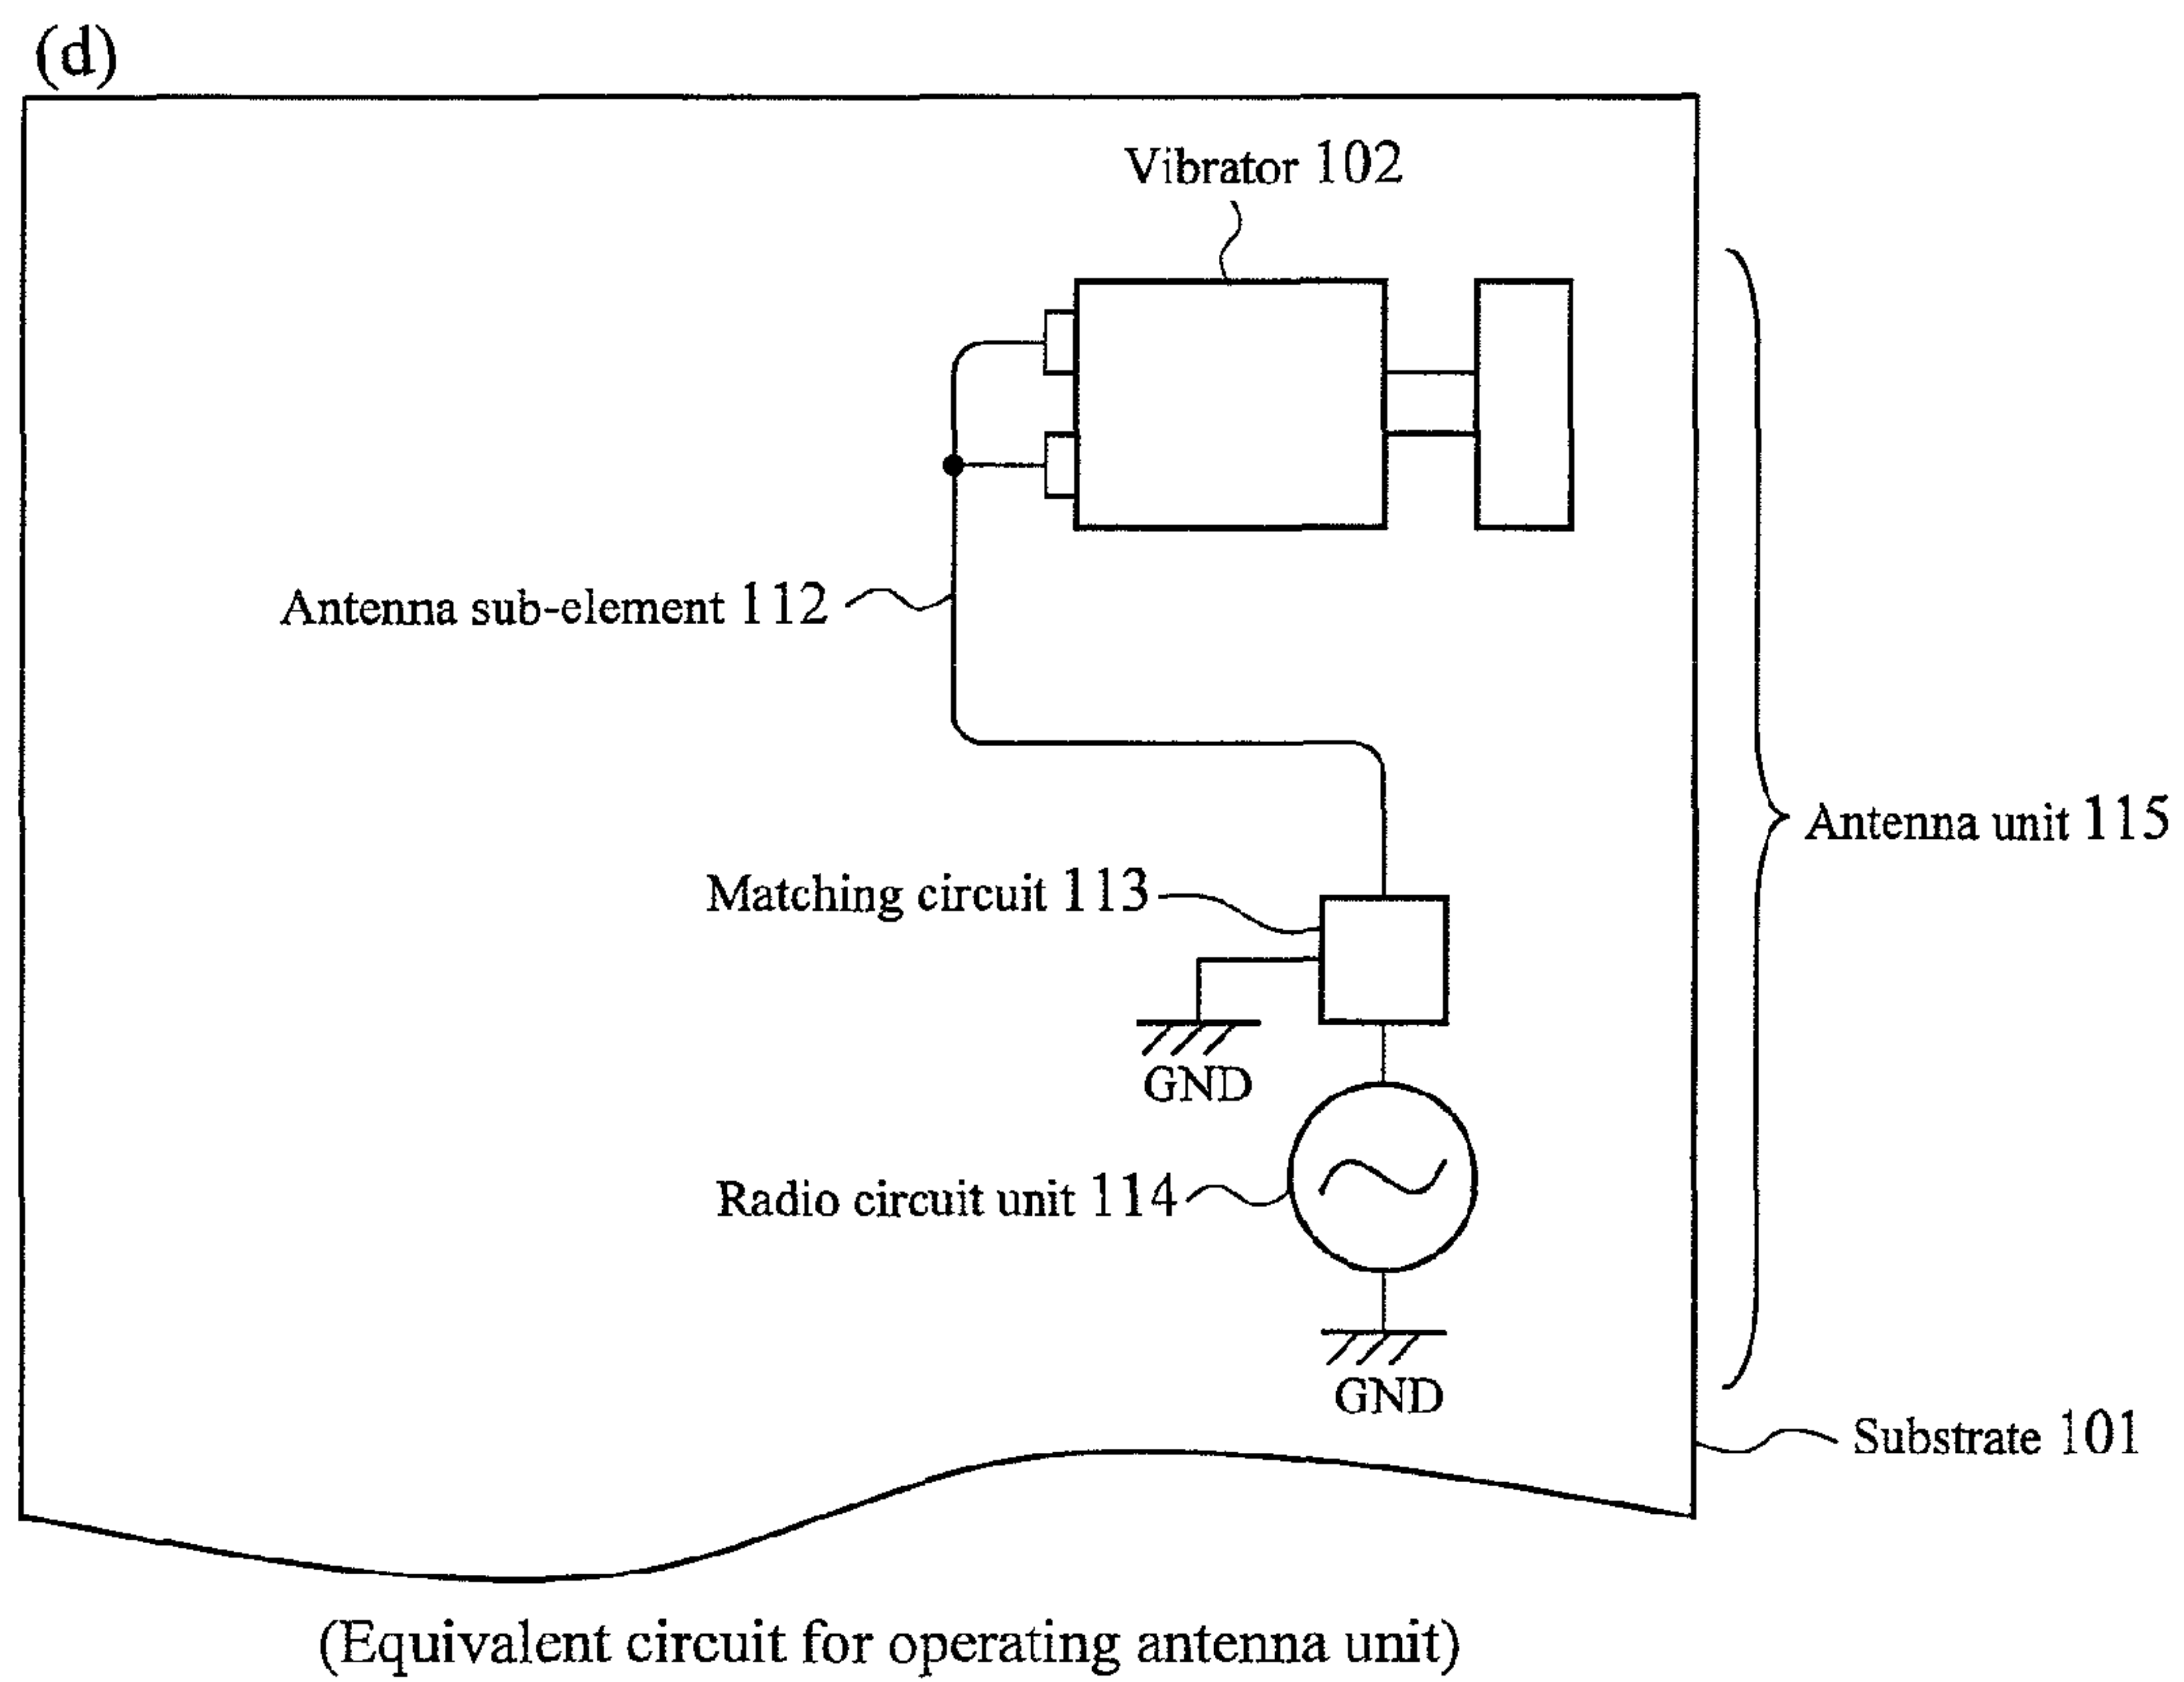 (d)
Vibrator 102
Antenna sub-element 112
Antenna unit 115
Matching circuit 113
GND
Radio circuit unit 114
GND
Substrate 101
(Equivalent circuit for operating antenna unit)